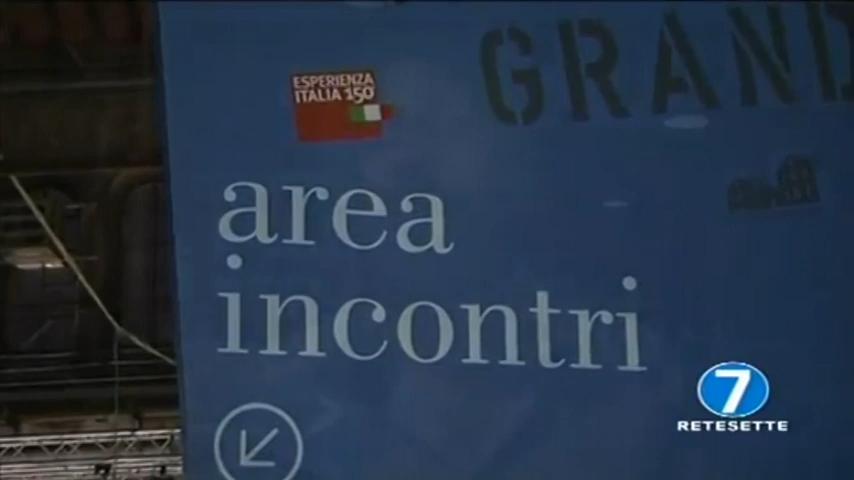 ESPERIENZA
ITALIA 150
GRAND
area
incontri
7
RETESETTE